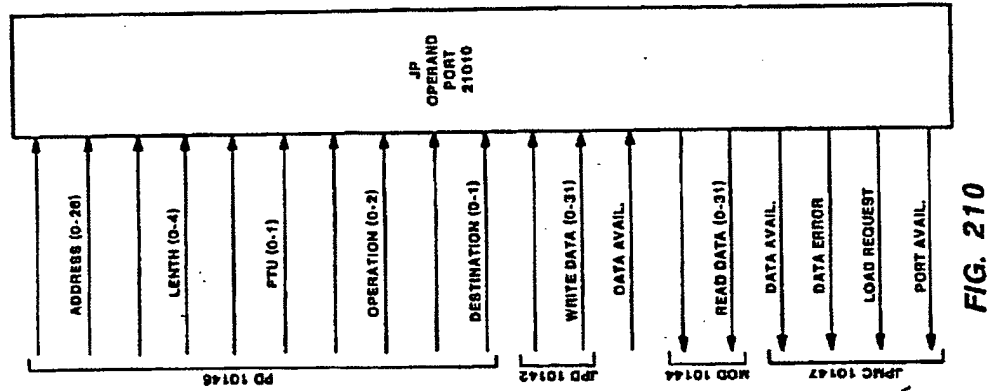 JP
OPERAND
PORT
21010
ADDRESS (0-28)
LENTH (0-4)
FTU (0-1)
OPERATION (0-2)
DESTINATION (0-1)
WRITE DATA (0-31)
DATA AVAIL.
READ DATA (0-31)
DATA AVAIL.
DATA ERROR
LOAD REQUEST
PORT AVAIL.
PD 10146
JPD 10142
MOD 10144
JPMC 10147
FIG. 210